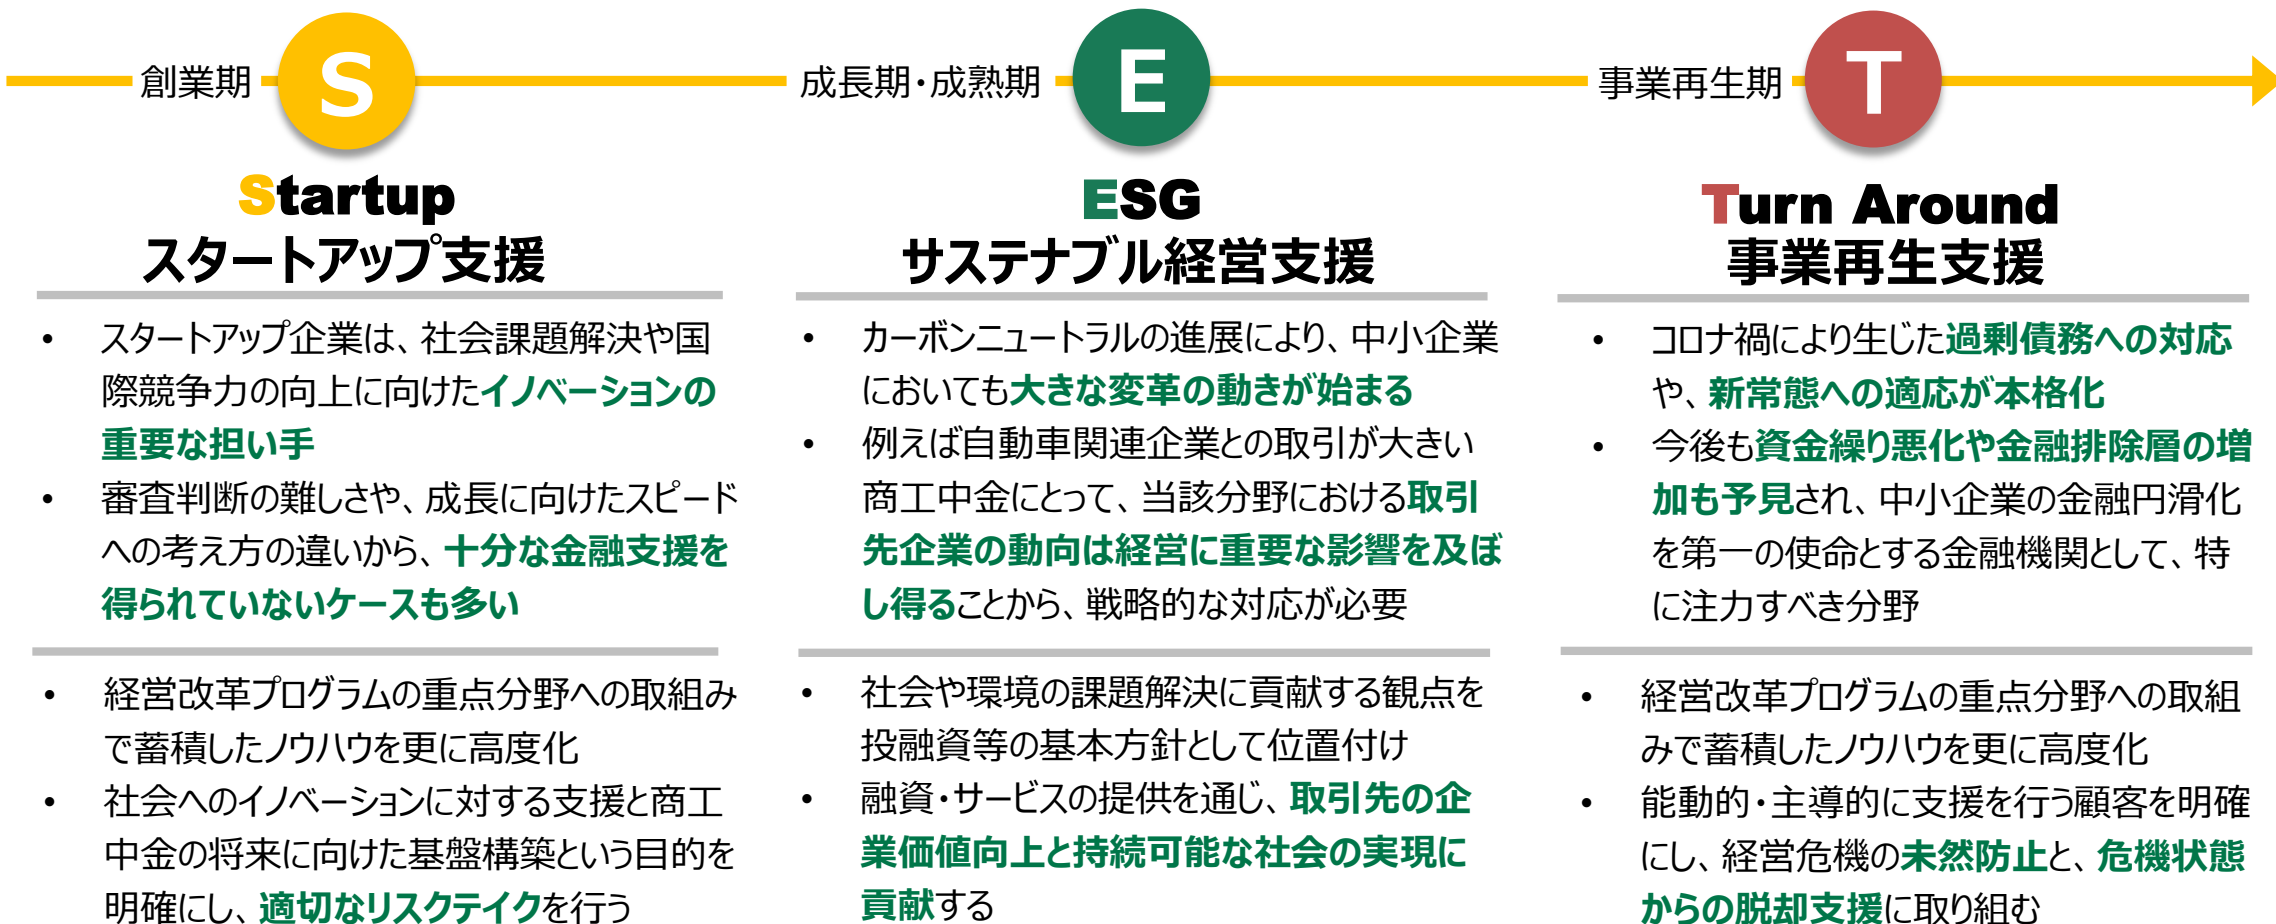 創業期
S
成長期・成熟期
E
事業再生期
T
Startup
スタートアップ支援
• スタートアップ企業は、社会課題解決や国
際競争力の向上に向けたイノベーションの
重要な担い手
• 審査判断の難しさや、成長に向けたスピード
への考え方の違いから、十分な金融支援を
得られていないケースも多い
• 経営改革プログラムの重点分野への取組み
で蓄積したノウハウを更に高度化
• 社会へのイノベーションに対する支援と商工
中金の将来に向けた基盤構築という目的を
明確にし、適切なリスクテイクを行う
ESG
サステナブル経営支援
• カーボンニュートラルの進展により、中小企業
においても大きな変革の動きが始まる
• 例えば自動車関連企業との取引が大きい
商工中金にとって、当該分野における取引
先企業の動向は経営に重要な影響を及ぼ
し得ることから、戦略的な対応が必要
• 社会や環境の課題解決に貢献する観点を
投融資等の基本方針として位置付け
• 融資・サービスの提供を通じ、取引先の企
業価値向上と持続可能な社会の実現に
貢献する
Turn Around
事業再生支援
• コロナ禍により生じた過剰債務への対応
や、新常態への適応が本格化
• 今後も資金繰り悪化や金融排除層の増
加も予見され、中小企業の金融円滑化
を第一の使命とする金融機関として、特
に注力すべき分野
• 経営改革プログラムの重点分野への取組
みで蓄積したノウハウを更に高度化
• 能動的・主導的に支援を行う顧客を明確
にし、経営危機の未然防止と、危機状態
からの脱却支援に取り組む